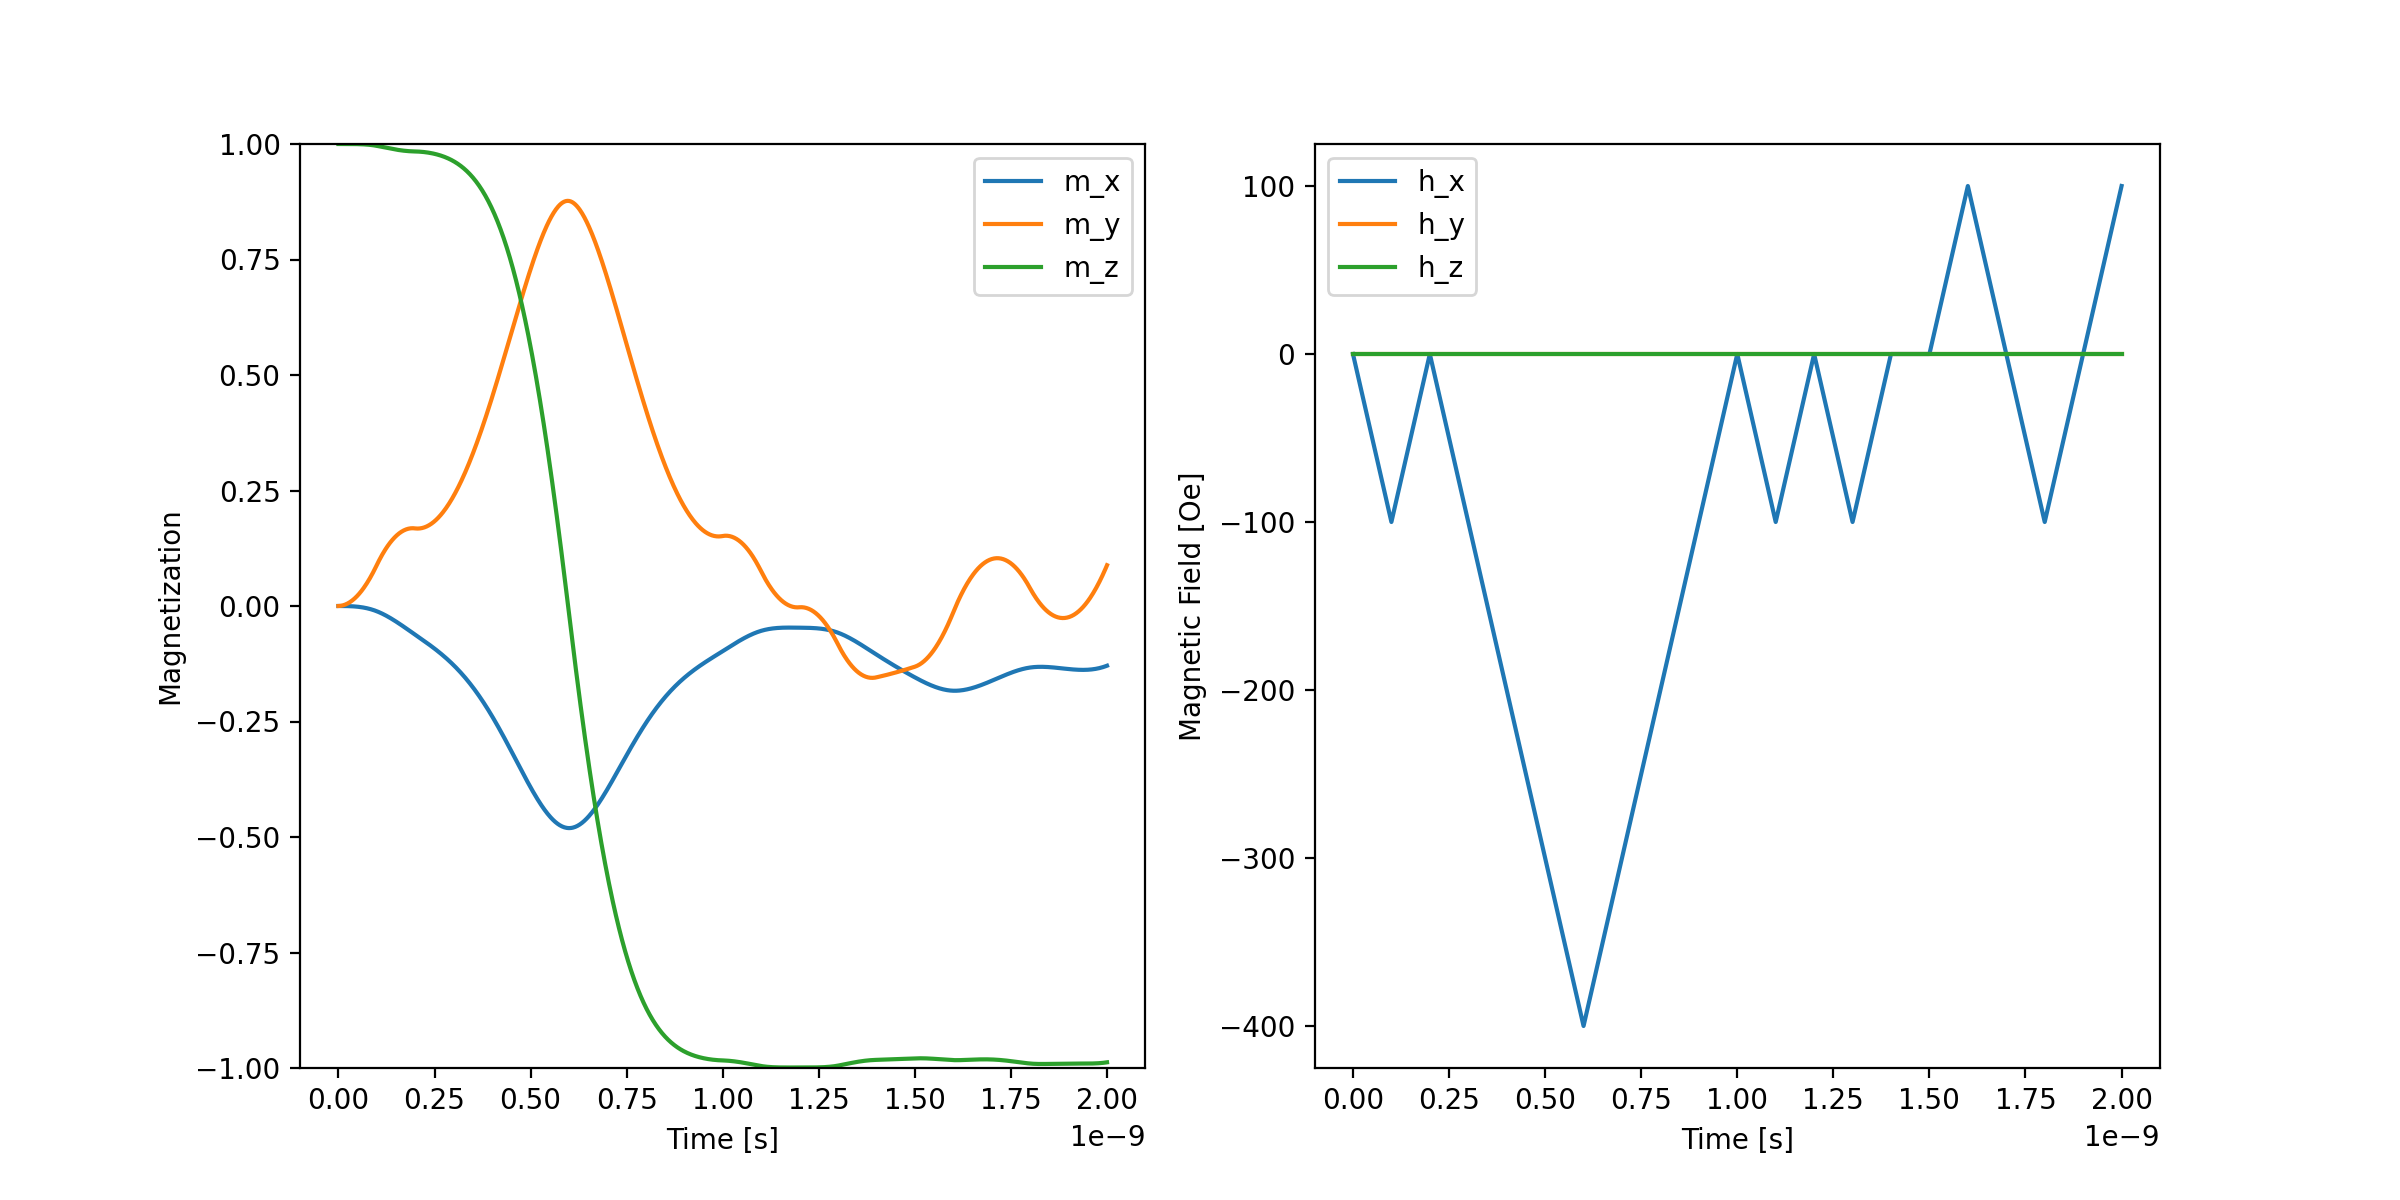 1.00
0.75
0.50
0.25
0.00
−0.25
−0.50
−0.75
−1.00
Magnetization
m_x
m_y
m_z
0.00 0.25 0.50 0.75 1.00 1.25 1.50 1.75 2.00
Time [s]
1e−9
100
0
−100
−200
−300
−400
Magnetic Field [Oe]
h_x
h_y
h_z
0.00 0.25 0.50 0.75 1.00 1.25 1.50 1.75 2.00
Time [s]
1e−9